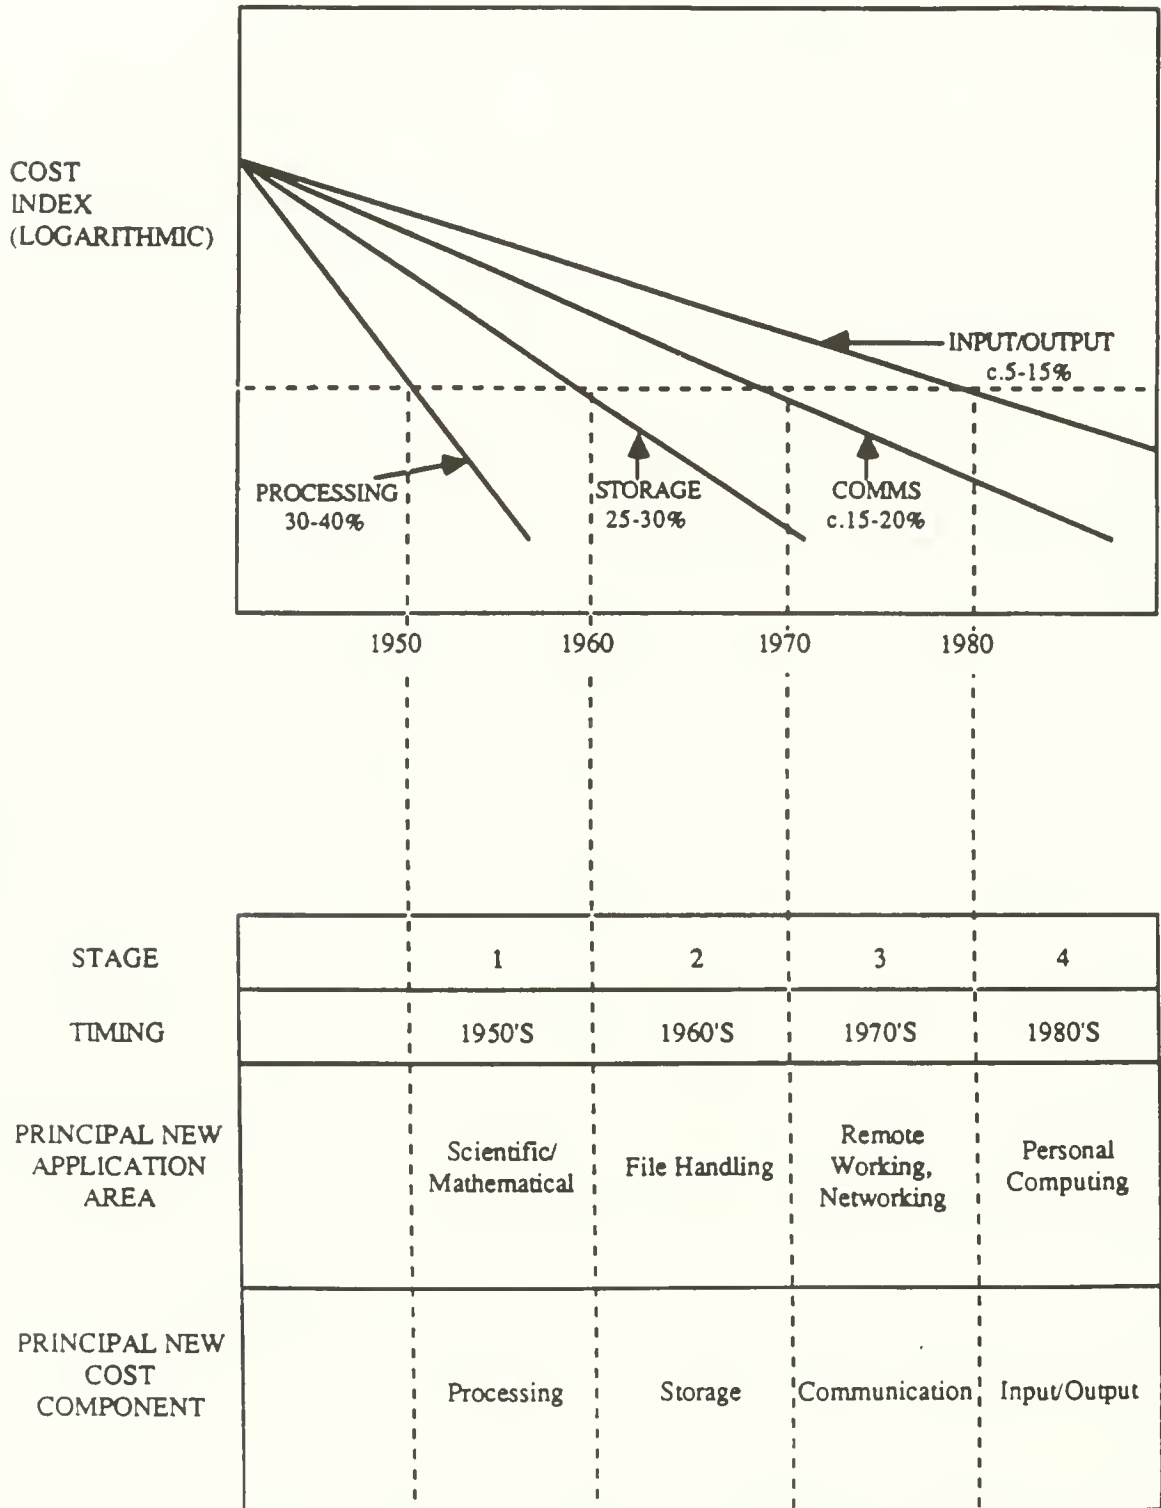 COST
INDEX
(LOGARITHMIC)
INPUT/OUTPUT
c.5-15%
PROCESSING
30-40%
STORAGE
25-30%
COMMS
c.15-20%
1950
1960
1970
1980
STAGE
1
2
3
4
TIMING
1950'S
1960'S
1970'S
1980'S
PRINCIPAL NEW
APPLICATION
AREA
Scientific/
Mathematical
File Handling
Remote
Working,
Networking
Personal
Computing
PRINCIPAL NEW
COST
COMPONENT
Processing
Storage
Communication
Input/Output